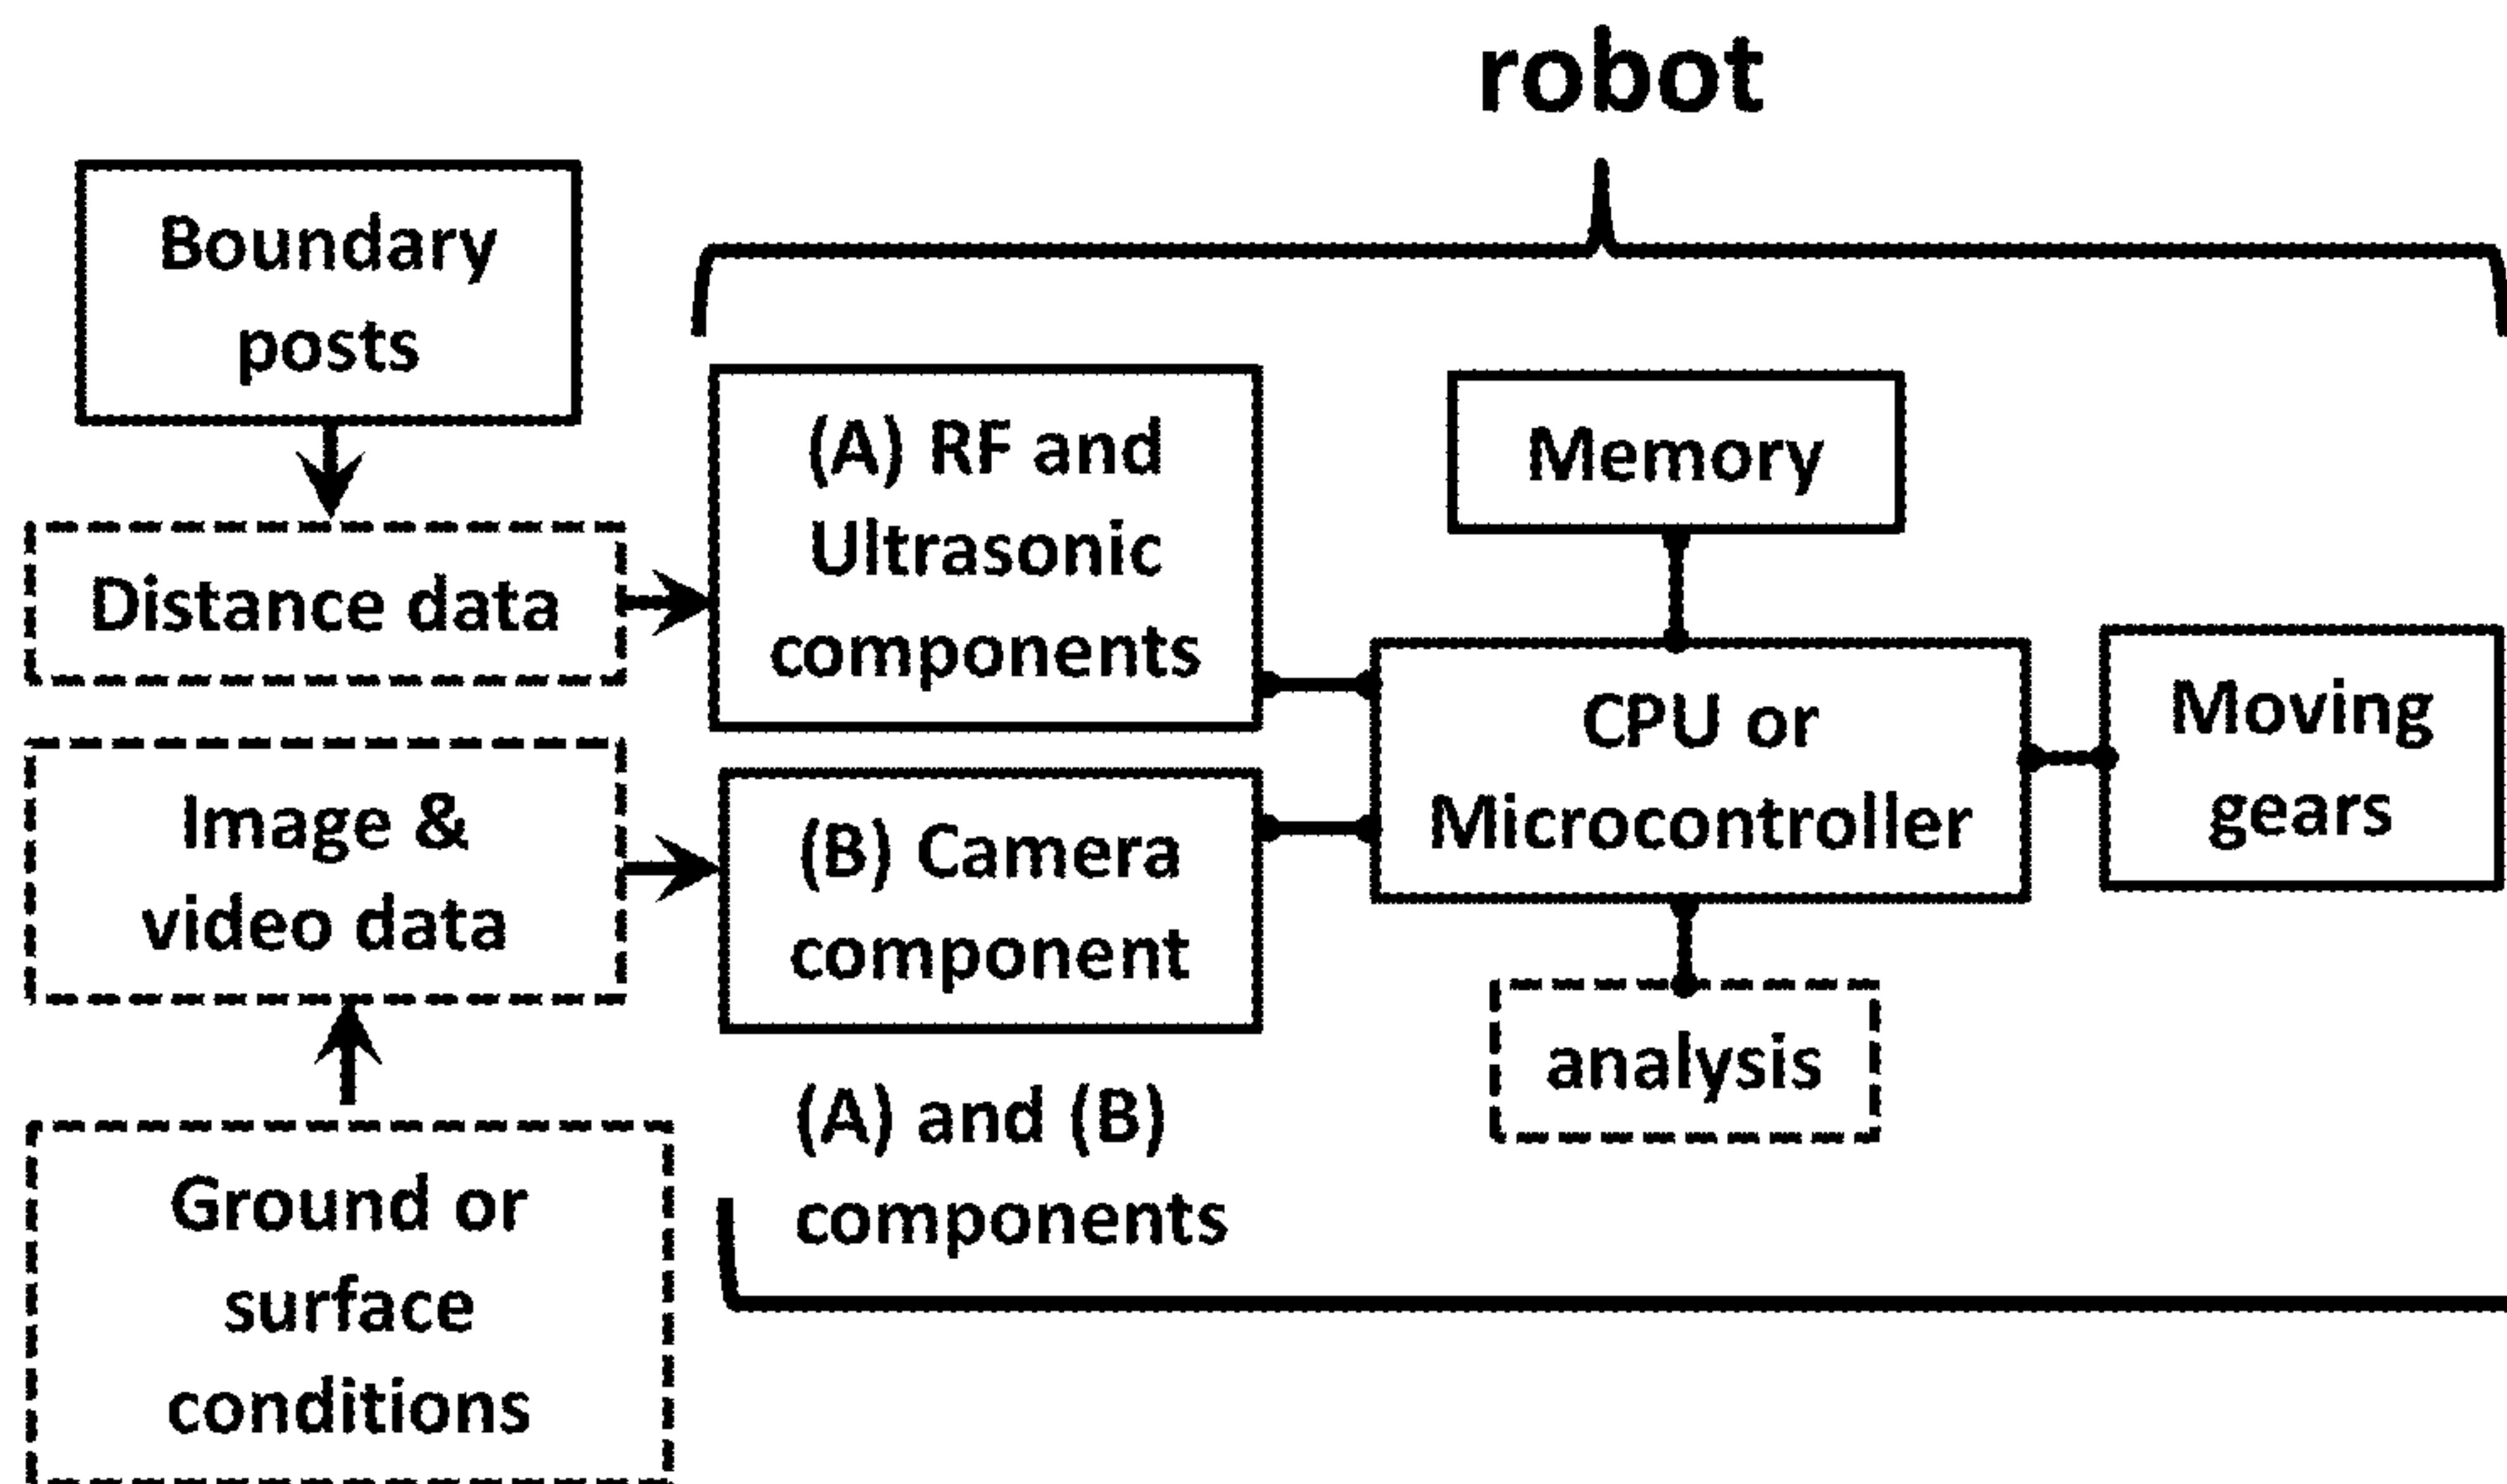 robot
Boundary
posts
Distance data
Image &
video data
Ground or
surface
conditions
(A) RF and
Ultrasonic
components
(B) Camera
component
(A) and (B)
components
Memory
CPU or
Microcontroller
analysis
Moving
gears